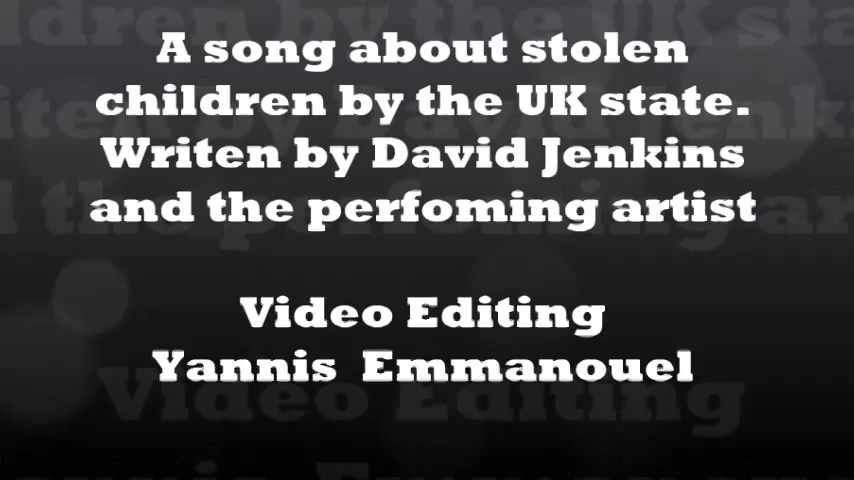 A song about stolen
children by the UK state.
Writen by David Jenkins
and the perfoming artist
Video Editing
Yannis Emmanouel